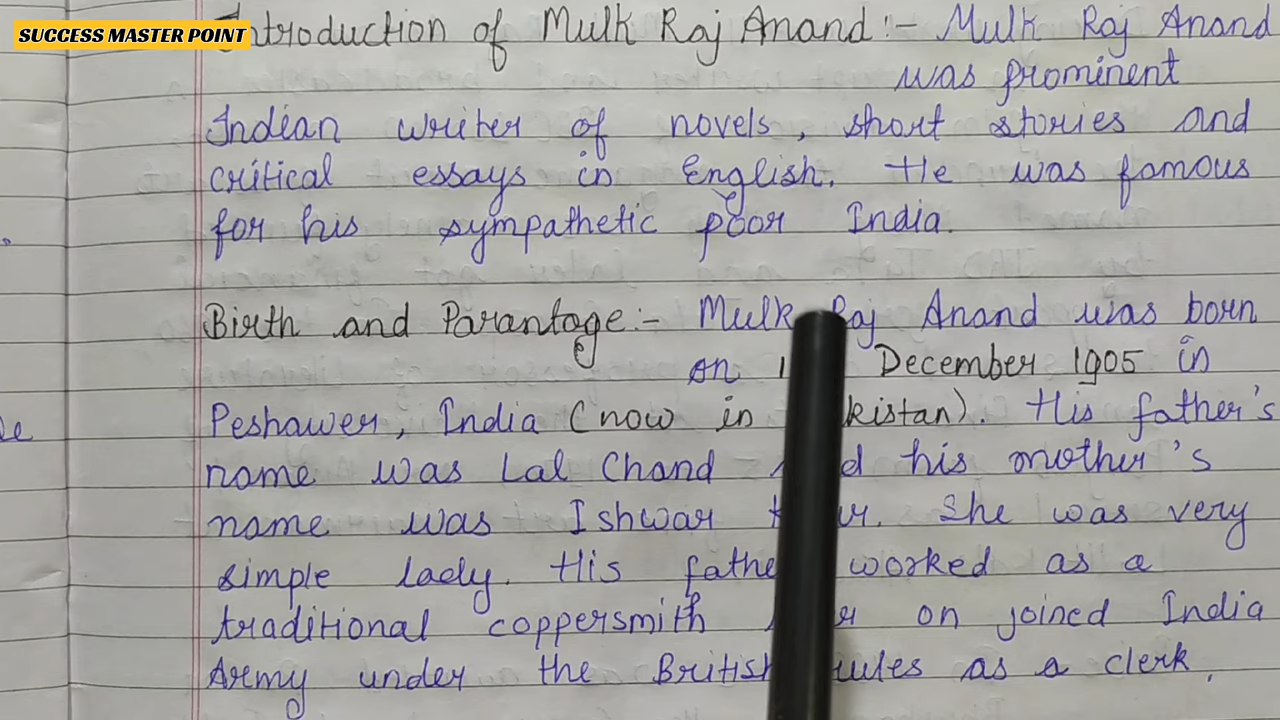 SUCCESS MASTER POINT
Introduction of Mulk Raj Anand :- Mulk Raj Anand
was prominent
Indian writer of novels, short stories and
critical essays in English. He was famous
for his sympathetic poor India.
Birth and Parantage :- Mulk Raj Anand was born
on December 1905 in
Peshawer, India (now in kistan). His father's
name was Lal Chand d his mother's
name was Ishwar ur. She was very
simple lady. His fathe worked as a
traditional coppersmith on joined India
Army under the British rules as a clerk.